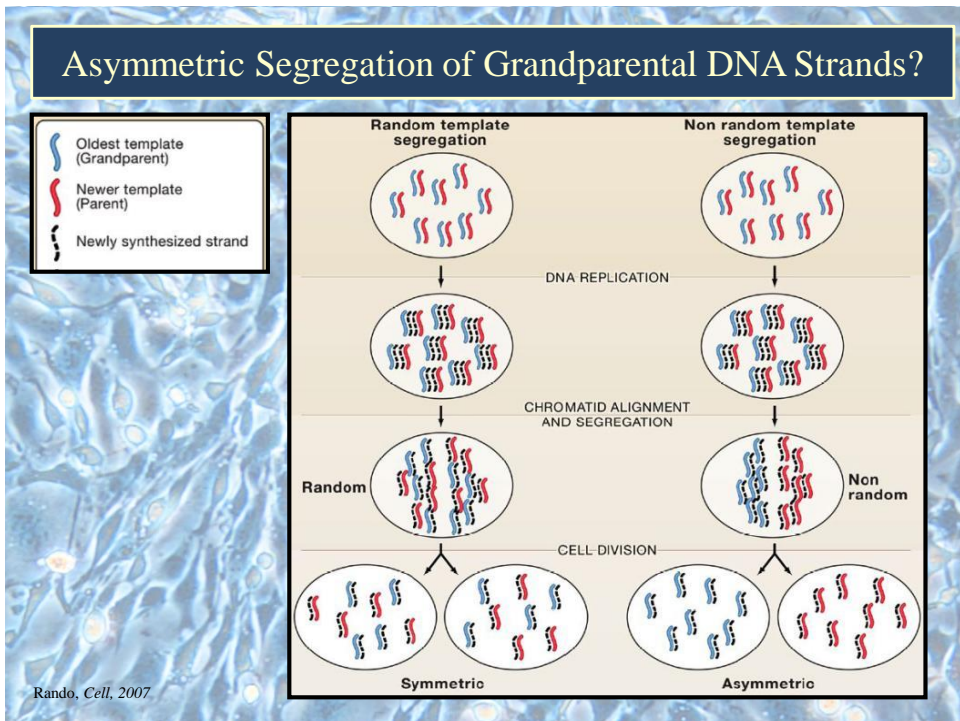 Asymmetric Segregation of Grandparental DNA Strands?
Oldest template
(Grandparent)
Newer template
(Parent)
Newly synthesized strand
Random template
segregation
Non random template
segregation
DNA REPLICATION
CHROMATID ALIGNMENT
AND SEGREGATION
Random
Non
random
CELL DIVISION
Symmetric
Asymmetric
Rando, Cell, 2007